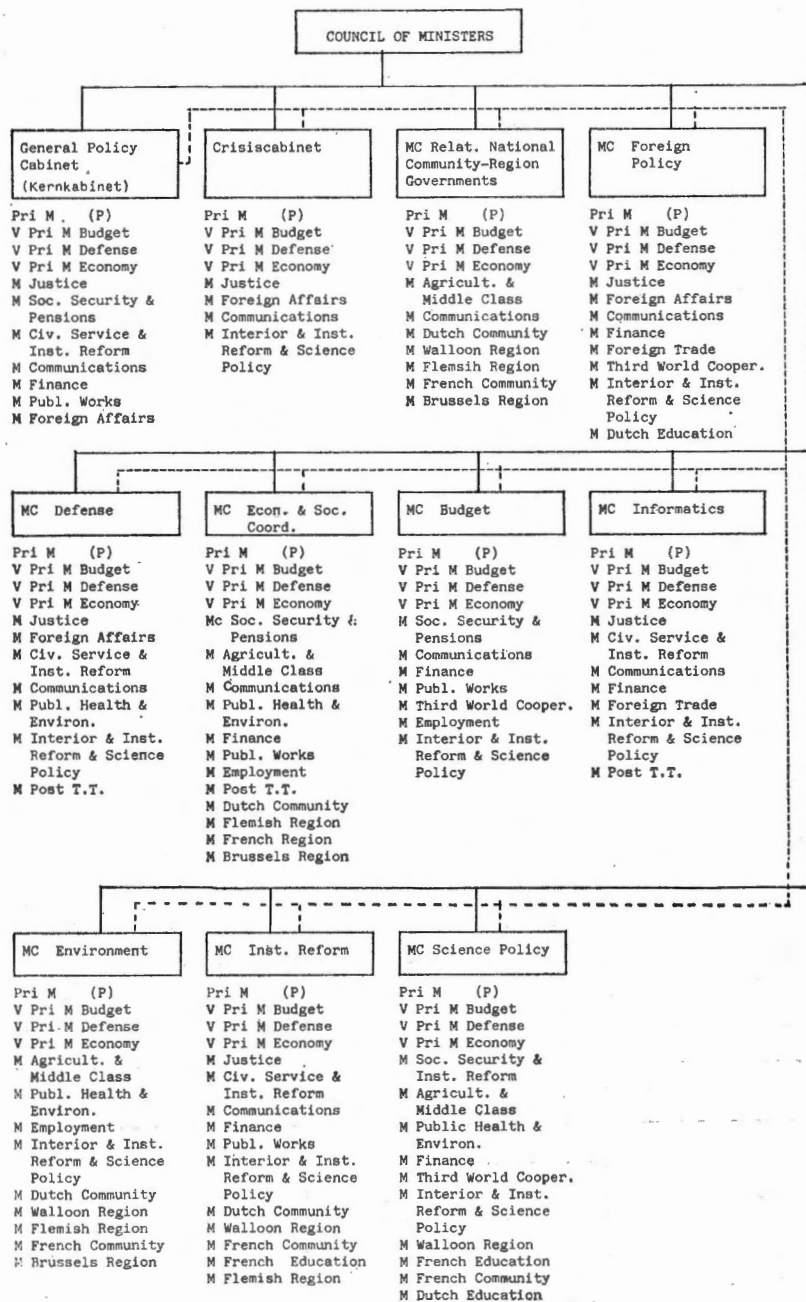 COUNCIL OF MINISTERS
General Policy
Cabinet
(Kernkabinet)
Pri M . (P)
V Pri M Budget
V Pri M Defense
V Pri M Economy
M Justice
M Soc. Security &
Pensions
M Civ. Service &
Inst. Reform
M Communications
M Finance
M Publ. Works
M Foreign Affairs
Crisiscabinet
Pri M (P)
V Pri M Budget
V Pri M Defense
V Pri M Economy
M Justice
M Foreign Affairs
M Communications
M Interior & Inst.
Reform & Science
Policy
MC Relat. National
Community-Region
Governments
Pri M (P)
V Pri M Budget
V Pri M Defense
V Pri M Economy
M Agricult. &
Middle Class
M Communications
M Dutch Community
M Walloon Region
M Flemsih Region
M French Community
M Brussels Region
MC Foreign
Policy
Pri M (P)
V Pri M Budget
V Pri M Defense
V Pri M Economy
M Justice
M Foreign Affairs
M Communications
M Finance
M Foreign Trade
M Third World Cooper.
M Interior & Inst.
Reform & Science
Policy
M Dutch Education
MC Defense
Pri M (P)
V Pri M Budget
V Pri M Defense
V Pri M Economy
M Justice
M Foreign Affairs
M Civ. Service &
Inst. Reform
M Communications
M Publ. Health &
Environ.
M Interior & Inst.
Reform & Science
Policy
M Post T.T.
MC Econ. & Soc.
Coord.
Pri M (P)
V Pri M Budget
V Pri M Defense
V Pri M Economy
Mc Soc. Security &
Pensions
M Agricult. &
Middle Class
M Communications
M Publ. Health &
Environ.
M Finance
M Publ. Works
M Employment
M Post T.T.
M Dutch Community
M Flemish Region
M French Region
M Brussels Region
MC Budget
Pri M (P)
V Pri M Budget
V Pri M Defense
V Pri M Economy
M Soc. Security &
Pensions
M Communications
M Finance
M Publ. Works
M Third World Cooper.
M Employment
M Interior & Inst.
Reform & Science
Policy
MC Informatics
Pri M (P)
V Pri M Budget
V Pri M Defense
V Pri M Economy
M Justice
M Civ. Service &
Inst. Reform
M Communications
M Finance
M Foreign Trade
M Interior & Inst.
Reform & Science
Policy
M Post T.T.
MC Environment
Pri M (P)
V Pri M Budget
V Pri M Defense
V Pri M Economy
M Agricult. &
Middle Class
M Publ. Health &
Environ.
M Employment
M Interior & Inst.
Reform & Science
Policy
M Dutch Community
M Walloon Region
M Flemish Region
M French Community
M Brussels Region
MC Inst. Reform
Pri M (P)
V Pri M Budget
V Pri M Defense
V Pri M Economy
M Justice
M Civ. Service &
Inst. Reform
M Communications
M Finance
M Publ. Works
M Interior & Inst.
Reform & Science
Policy
M Dutch Community
M Walloon Region
M French Community
M French Education
M Flemish Region
MC Science Policy
Pri M (P)
V Pri M Budget
V Pri M Defense
V Pri M Economy
M Soc. Security &
Inst. Reform
M Agricult. &
Middle Class
M Public Health &
Environ.
M Finance
M Third World Cooper.
M Interior & Inst.
Reform & Science
Policy
M Walloon Region
M French Education
M French Community
M Dutch Education